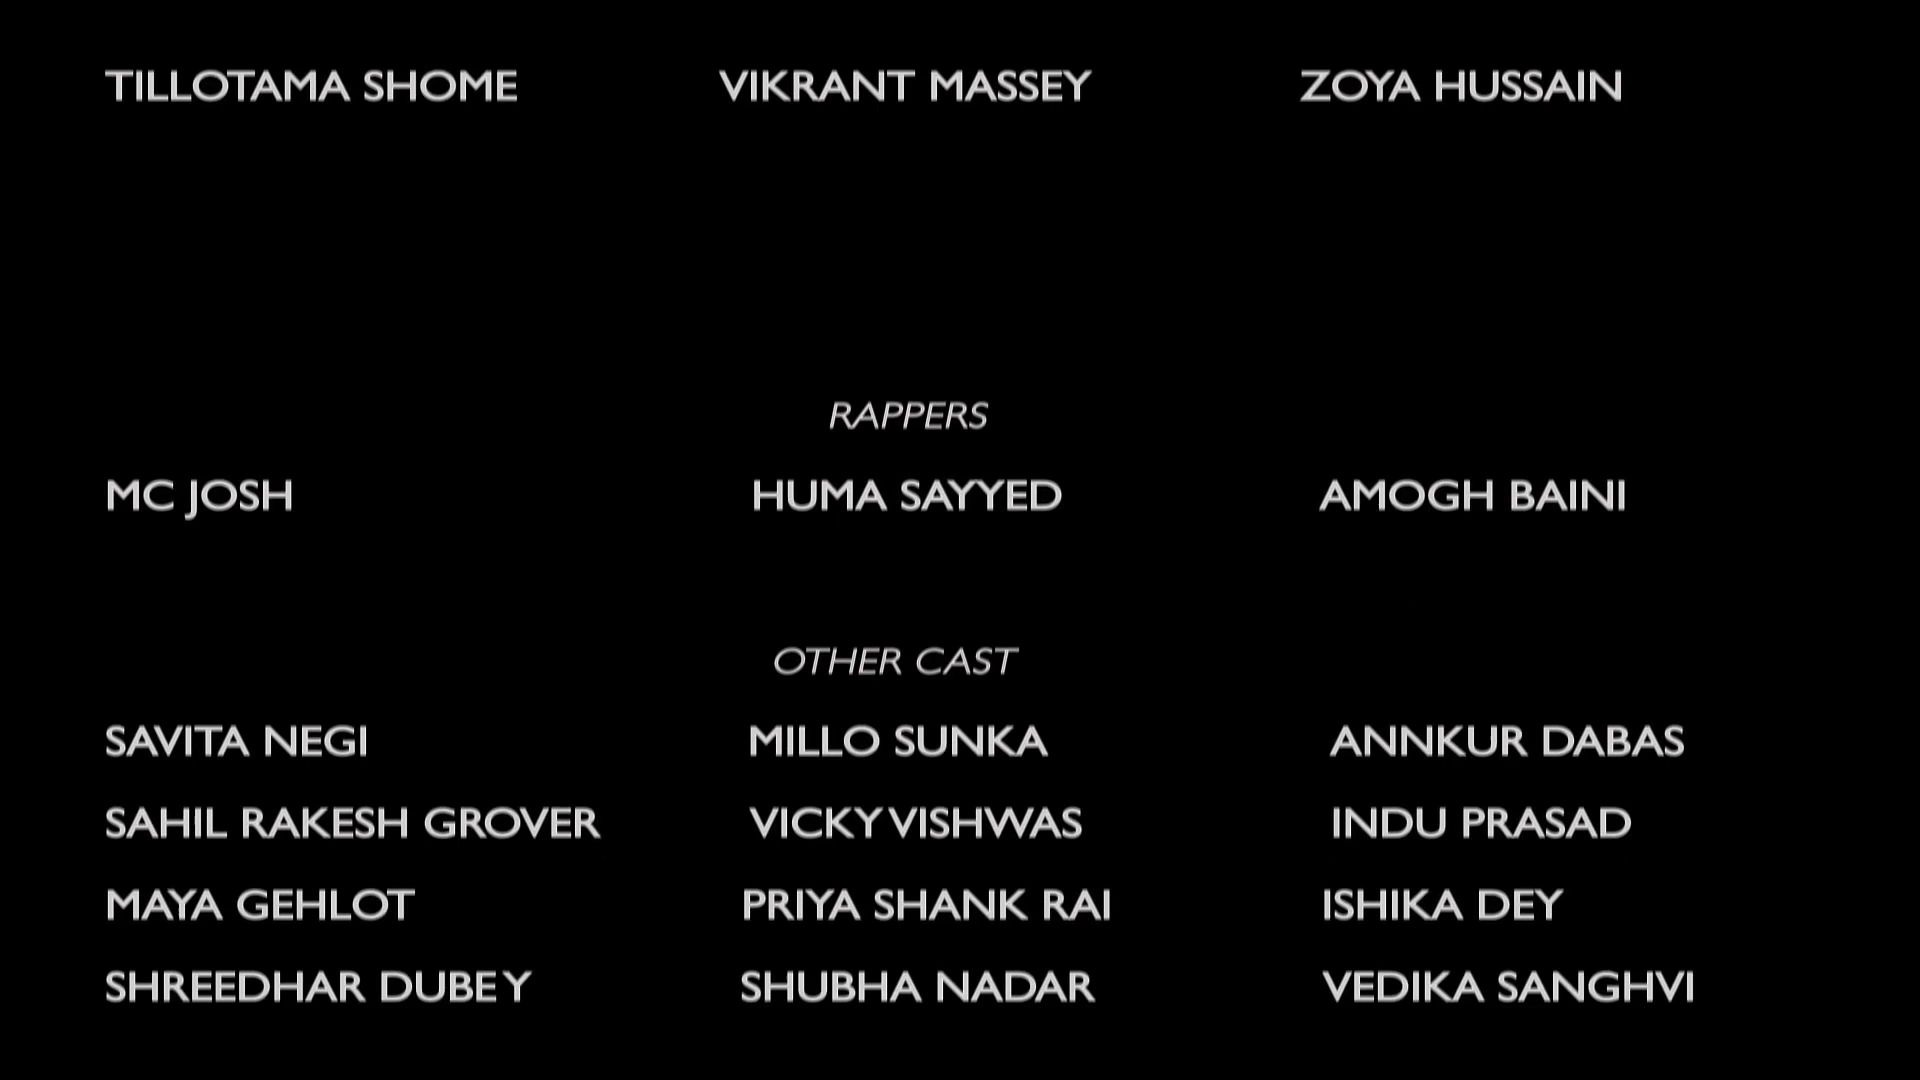 TILLOTAMA SHOME VIKRANT MASSEY ZOYA HUSSAIN
RAPPERS
MC JOSH HUMA SAYYED AMOGH BAINI
OTHER CAST
SAVITA NEGI MILLO SUNKA ANNKUR DABAS
SAHIL RAKESH GROVER VICKY VISHWAS INDU PRASAD
MAYA GEHLOT PRIYA SHANK RAI ISHIKA DEY
SHREEDHAR DUBEY SHUBHA NADAR VEDIKA SANGHVI